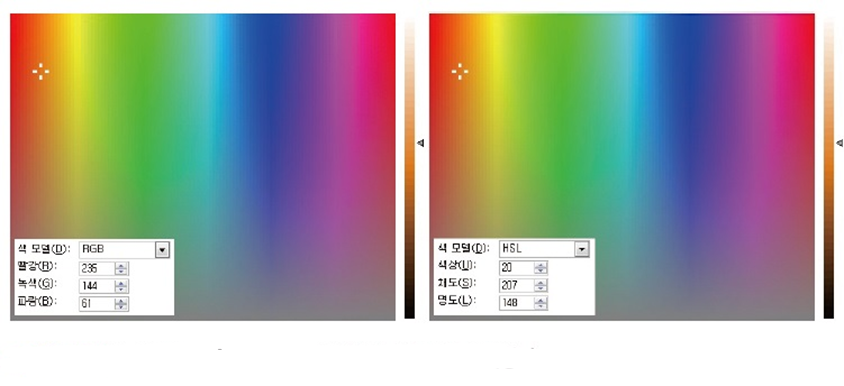 색 모델(D): RGB
빨강(R): 235
녹색(G): 144
파랑(B): 61
색 모델(D): HSL
색상(U): 20
채도(S): 207
명도(L): 148